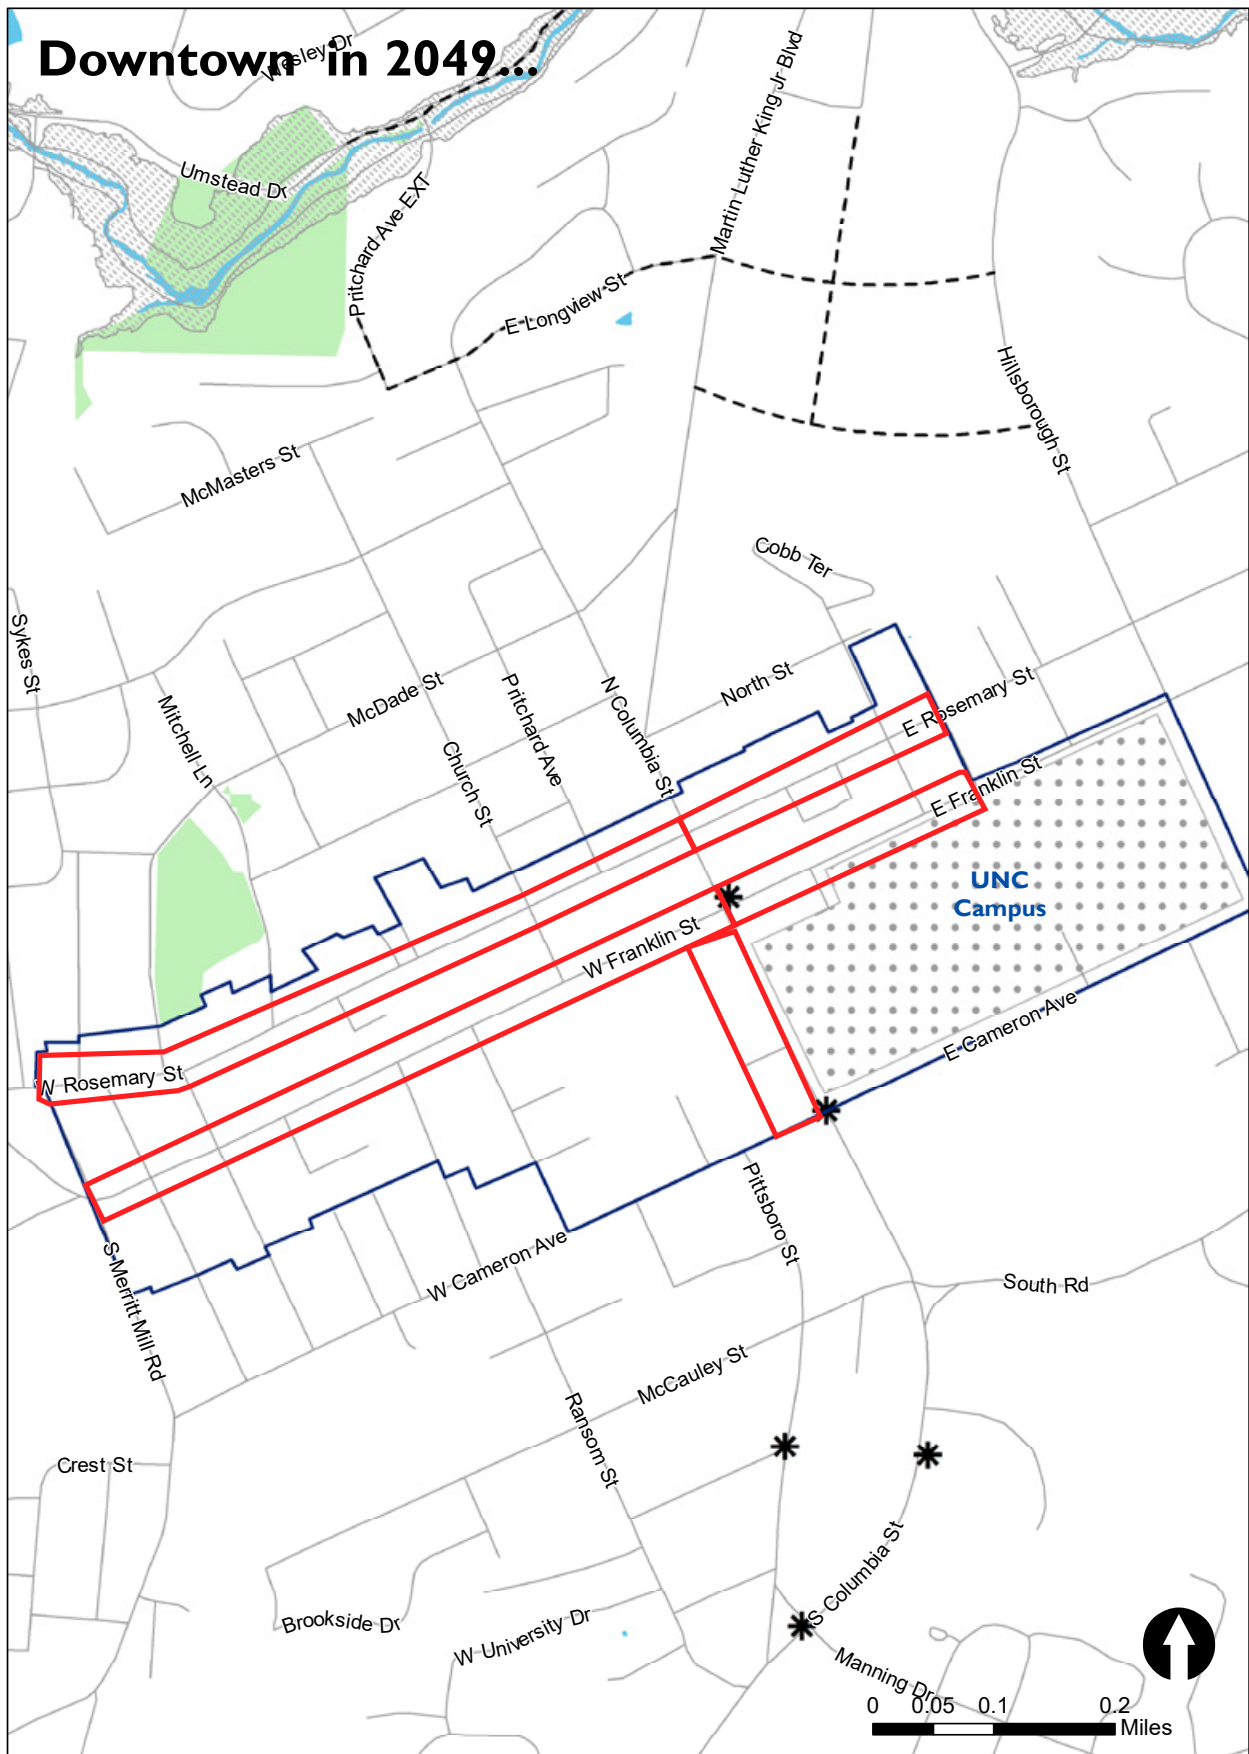 Downtown in 2049...
Wesley Dr
Umstead Dr
Pritchard Ave EXT
Martin Luther King Jr Blvd
E Longview St
Hillsborough St
McMasters St
Cobb Ter
Sykes St
Mitchell Ln
McDade St
Pritchard Ave
N Columbia St
North St
E Rosemary St
Church St
E Franklin St
UNC
Campus
W Franklin St
E Cameron Ave
W Rosemary St
Pittsboro St
S Merritt Mill Rd
W Cameron Ave
South Rd
McCauley St
Ransom St
Crest St
S Columbia St
Brookside Dr
W University Dr
Manning Dr
0 0.05 0.1 0.2
Miles